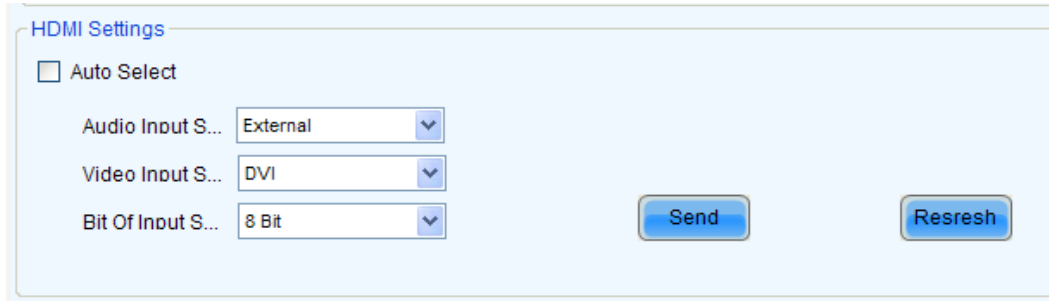 HDMI Settings
Auto Select
Audio Input S... External
Video Input S... DVI
Bit Of Input S... 8 Bit
Send Resresh